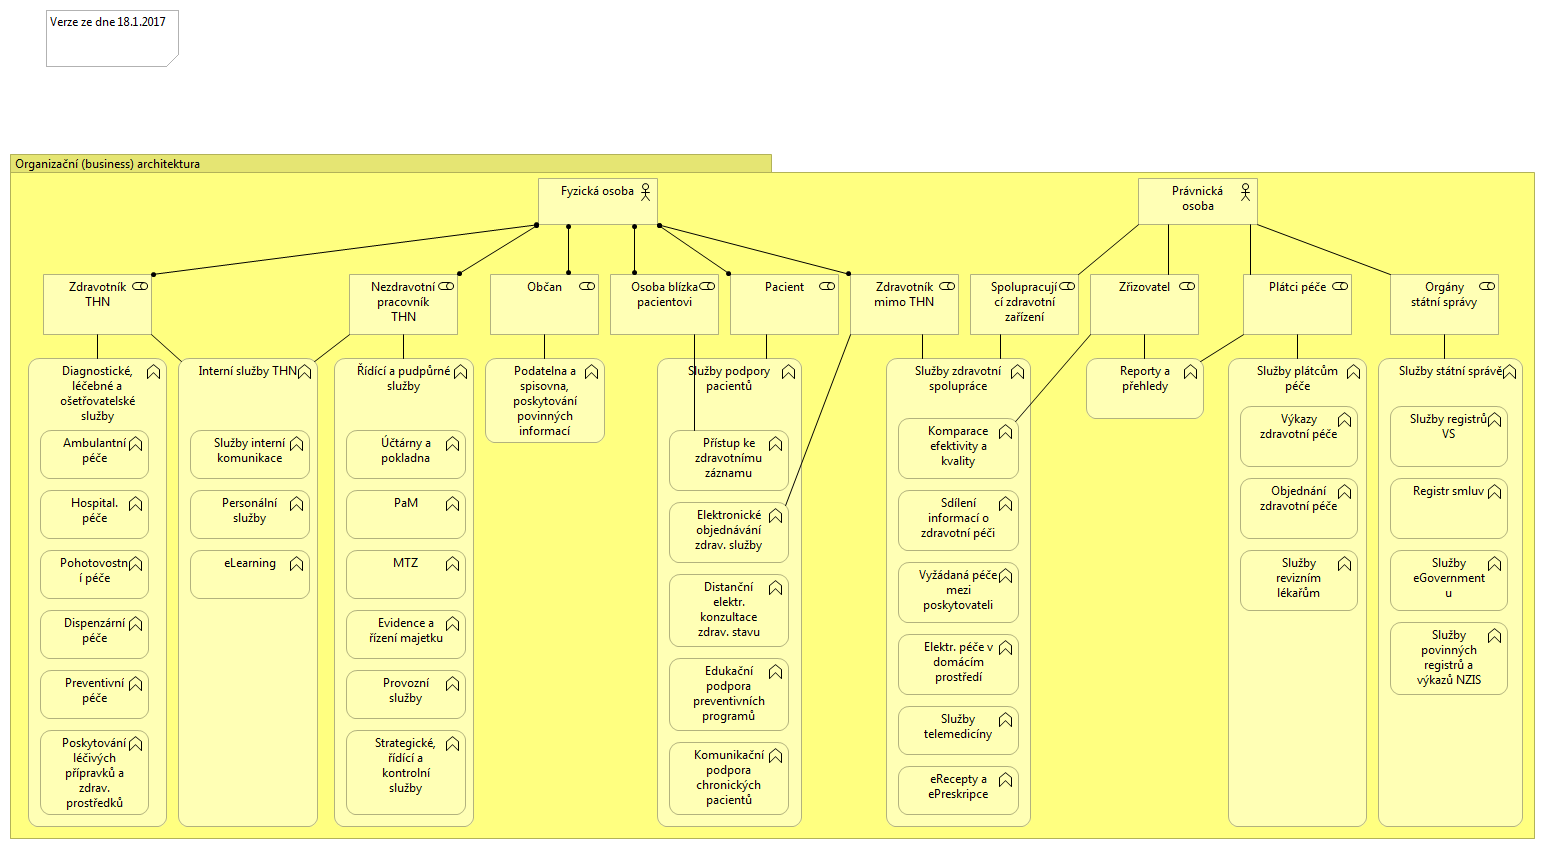 Verze ze dne 18.1.2017
Organizační (business) architektura
Fyzická osoba
Právnická
osoba
Zdravotník
THN
Nezdravotní
pracovník
THN
Občan
Osoba blízka
pacientovi
Pacient
Zdravotník
mimo THN
Spolupracují
cí zdravotní
zařízení
Zřizovatel
Plátci péče
Orgány
státní správy
Diagnostické,
léčebné a
ošetřovatelské
služby
Ambulantní
péče
Hospital.
péče
Pohotovostn
í péče
Dispenzární
péče
Preventivní
péče
Poskytování
léčivých
přípravků a
zdrav.
prostředků
Interní služby THN
Služby interní
komunikace
Personální
služby
eLearning
Řídící a pudpůrné
služby
Účtárny a
pokladna
PaM
MTZ
Evidence a
řízení majetku
Provozní
služby
Strategické,
řídící a
kontrolní
služby
Podatelna a
spisovna,
poskytování
povinných
informací
Služby podpory
pacientů
Přístup ke
zdravotnímu
záznamu
Elektronické
objednávání
zdrav. služby
Distanční
elektr.
konzultace
zdrav. stavu
Edukační
podpora
preventivních
programů
Komunikační
podpora
chronických
pacientů
Služby zdravotní
spolupráce
Komparace
efektivity a
kvality
Sdílení
informací o
zdravotní péči
Vyžádaná péče
mezi
poskytovateli
Elektr. péče v
domácím
prostředí
Služby
telemedicíny
eRecepty a
ePreskripce
Reporty a
přehledy
Služby plátcům
péče
Výkazy
zdravotní péče
Objednání
zdravotní péče
Služby
revizním
lékařům
Služby státní správě
Služby registrů
VS
Registr smluv
Služby
eGovernment
u
Služby
povinných
registrů a
výkazů NZIS